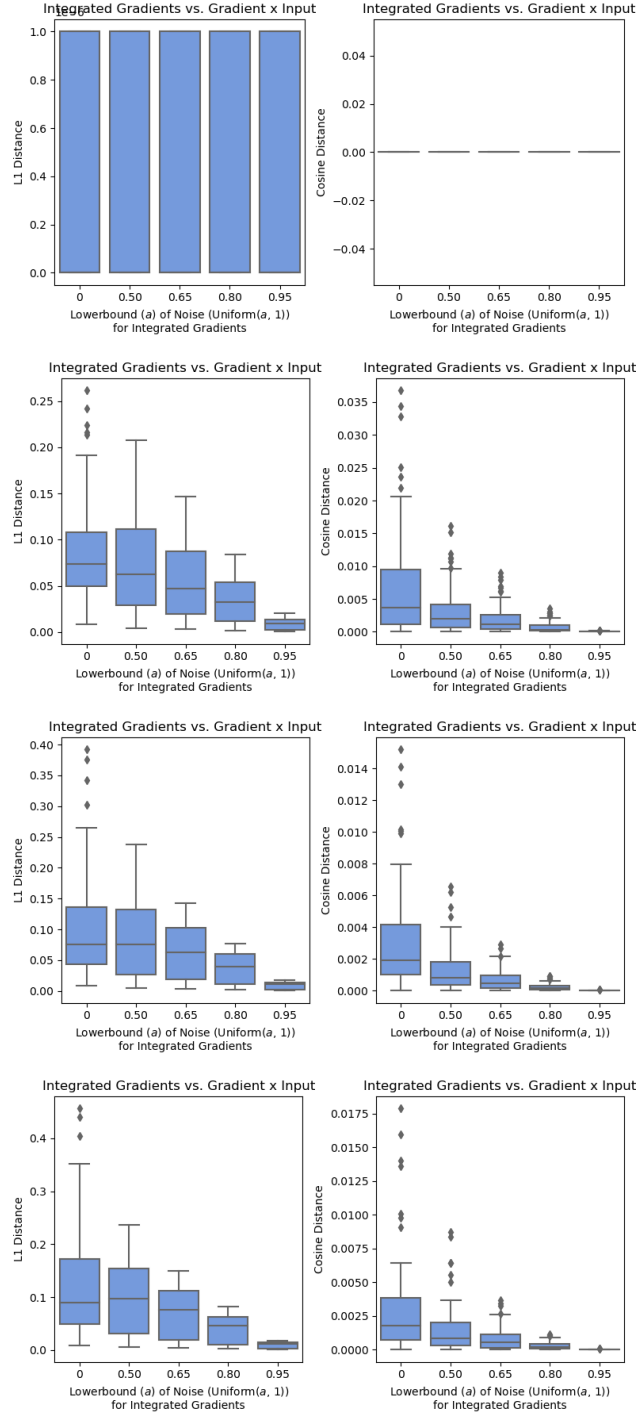 Integrated Gradients vs. Gradient x Input
1e−6
1.0
0.8
0.6
0.4
0.2
0.0
L1 Distance
0 0.50 0.65 0.80 0.95
Lowerbound (a) of Noise (Uniform(a, 1))
for Integrated Gradients
Integrated Gradients vs. Gradient x Input
0.04
0.02
0.00
−0.02
−0.04
Cosine Distance
0 0.50 0.65 0.80 0.95
Lowerbound (a) of Noise (Uniform(a, 1))
for Integrated Gradients
Integrated Gradients vs. Gradient x Input
0.25
0.20
0.15
0.10
0.05
0.00
L1 Distance
0 0.50 0.65 0.80 0.95
Lowerbound (a) of Noise (Uniform(a, 1))
for Integrated Gradients
Integrated Gradients vs. Gradient x Input
0.035
0.030
0.025
0.020
0.015
0.010
0.005
0.000
Cosine Distance
0 0.50 0.65 0.80 0.95
Lowerbound (a) of Noise (Uniform(a, 1))
for Integrated Gradients
Integrated Gradients vs. Gradient x Input
0.40
0.35
0.30
0.25
0.20
0.15
0.10
0.05
0.00
L1 Distance
0 0.50 0.65 0.80 0.95
Lowerbound (a) of Noise (Uniform(a, 1))
for Integrated Gradients
Integrated Gradients vs. Gradient x Input
0.014
0.012
0.010
0.008
0.006
0.004
0.002
0.000
Cosine Distance
0 0.50 0.65 0.80 0.95
Lowerbound (a) of Noise (Uniform(a, 1))
for Integrated Gradients
Integrated Gradients vs. Gradient x Input
0.4
0.3
0.2
0.1
0.0
L1 Distance
0 0.50 0.65 0.80 0.95
Lowerbound (a) of Noise (Uniform(a, 1))
for Integrated Gradients
Integrated Gradients vs. Gradient x Input
0.0175
0.0150
0.0125
0.0100
0.0075
0.0050
0.0025
0.0000
Cosine Distance
0 0.50 0.65 0.80 0.95
Lowerbound (a) of Noise (Uniform(a, 1))
for Integrated Gradients